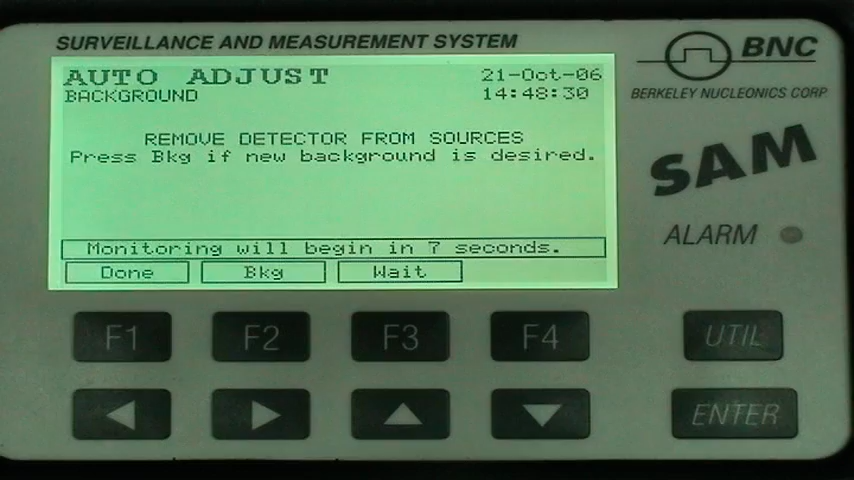 SURVEILLANCE AND MEASUREMENT SYSTEM
BNC
BERKELEY NUCLEONICS CORP
AUTO ADJUST
21-Oct-06
BACKGROUND
14:48:30
REMOVE DETECTOR FROM SOURCES
Press Bkg if new background is desired.
SAM
ALARM
Monitoring will begin in 7 seconds.
Done Bkg Wait
F1 F2 F3 F4 UTIL
ENTER